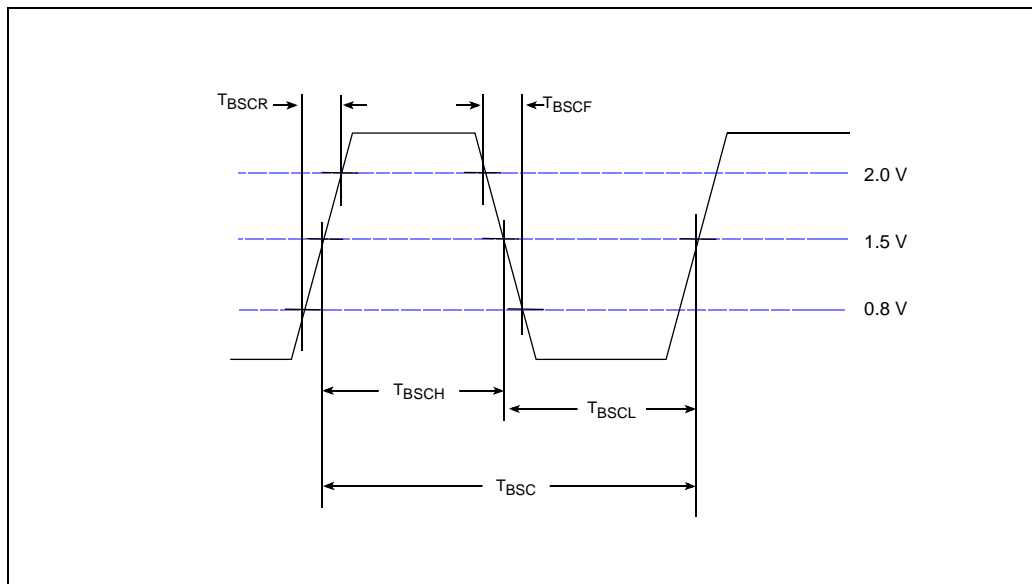 TBSCR
TBSCF
2.0 V
1.5 V
0.8 V
TBSCH
TBSCL
TBSC